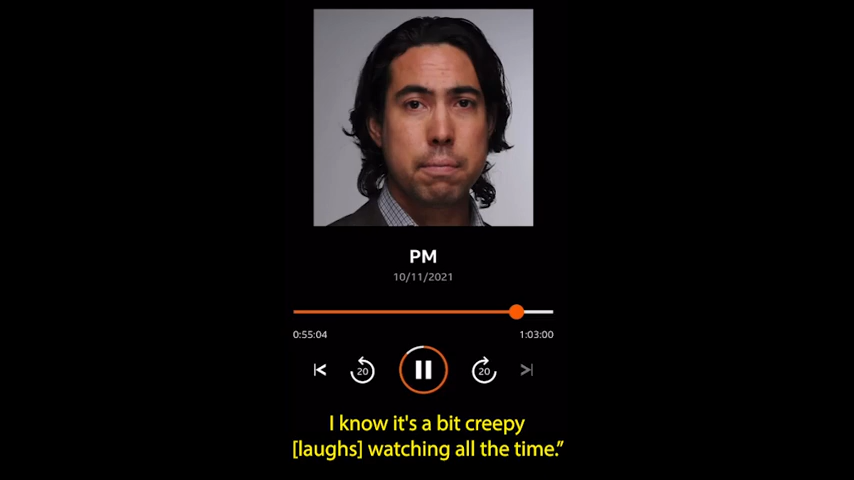 PM
10/11/2021
0:55:04
1:03:00
20
20
I know it's a bit creepy
[laughs] watching all the time.”